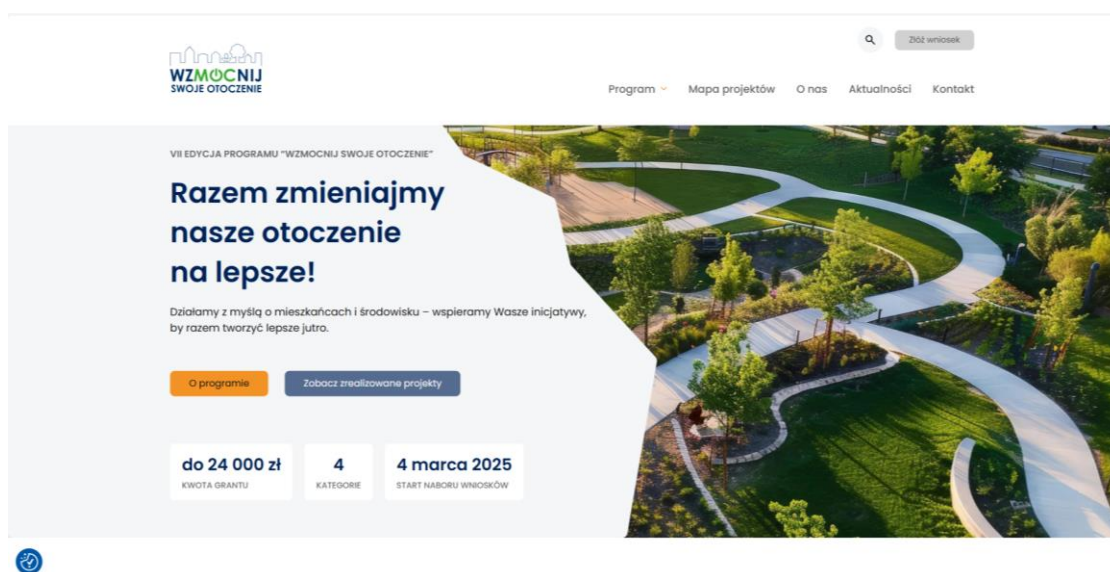 WZMOCNIJ
SWOJE OTOCZENIE
Złóż wniosek
Program
Mapa projektów
O nas
Aktualności
Kontakt
VII EDYCJA PROGRAMU "WZMOCNIJ SWOJE OTOCZENIE"
Razem zmieniajmy
nasze otoczenie
na lepsze!
Działamy z myślą o mieszkańcach i środowisku – wspieramy Wasze inicjatywy,
by razem tworzyć lepsze jutro.
O programie
Zobacz zrealizowane projekty
do 24 000 zł
KWOTA GRANTU
4
KATEGORIE
4 marca 2025
START NABORU WNIOSKÓW